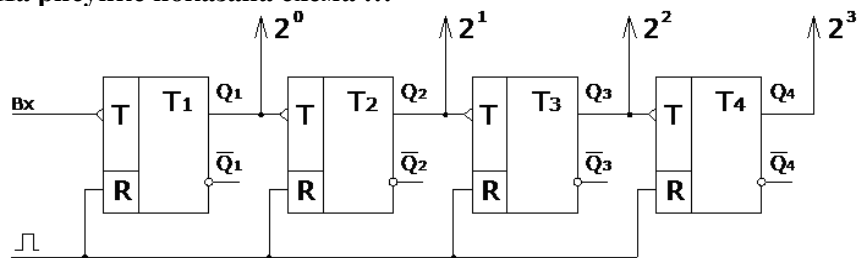 На рисунке показана схема ...
2⁰ 2¹ 2² 2³
Вх T T₁ Q₁ T T₂ Q₂ T T₃ Q₃ T T₄ Q₄
R Q̅₁ R Q̅₂ R Q̅₃ R Q̅₄